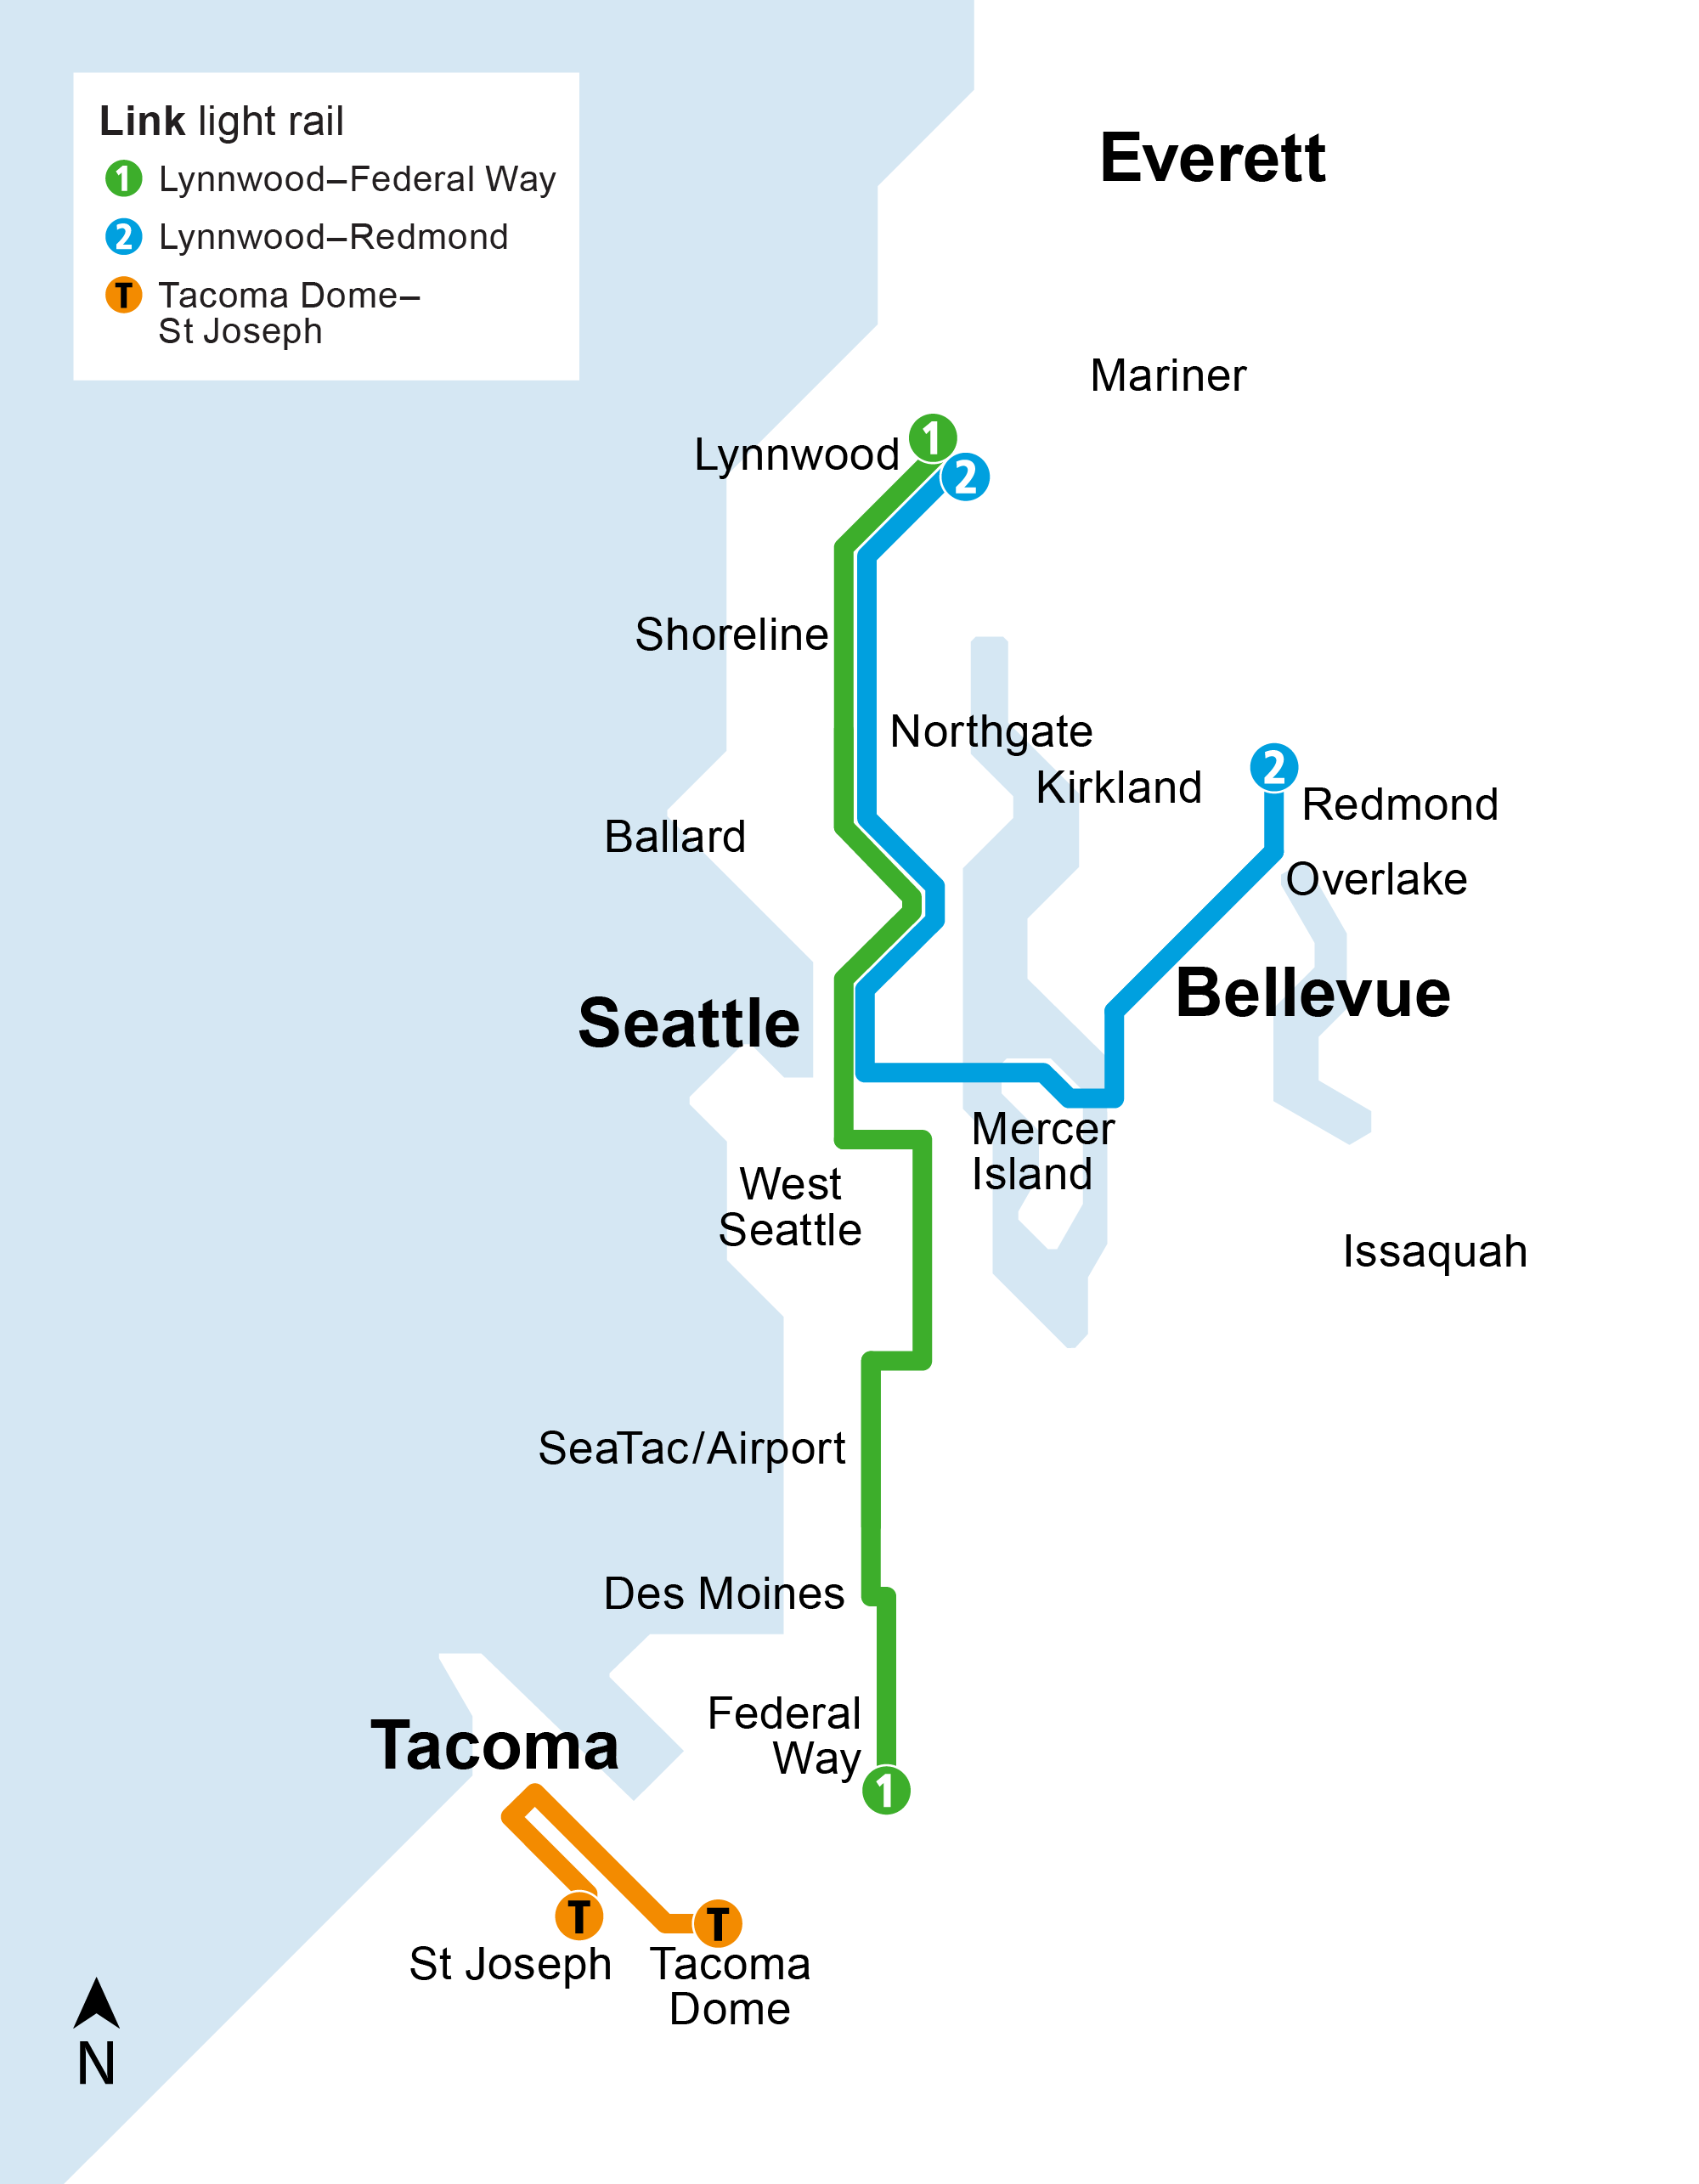 Link light rail
1 Lynnwood–Federal Way
2 Lynnwood–Redmond
T Tacoma Dome–
St Joseph
Everett
Mariner
1
Lynnwood
2
Shoreline
Northgate
2
Kirkland
Redmond
Ballard
Overlake
Bellevue
Seattle
Mercer
Island
West
Seattle
Issaquah
SeaTac/Airport
Des Moines
Federal
Way
Tacoma
1
T
T
St Joseph
Tacoma
Dome
N